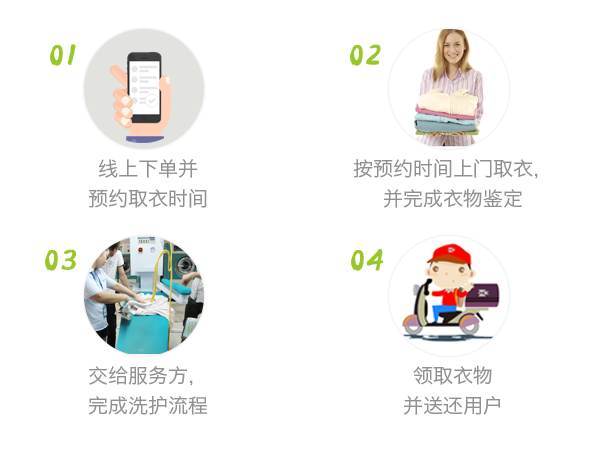 01
线上下单并
预约取衣时间
02
按预约时间上门取衣，
并完成衣物鉴定
03
交给服务方，
完成洗护流程
04
领取衣物
并送还用户